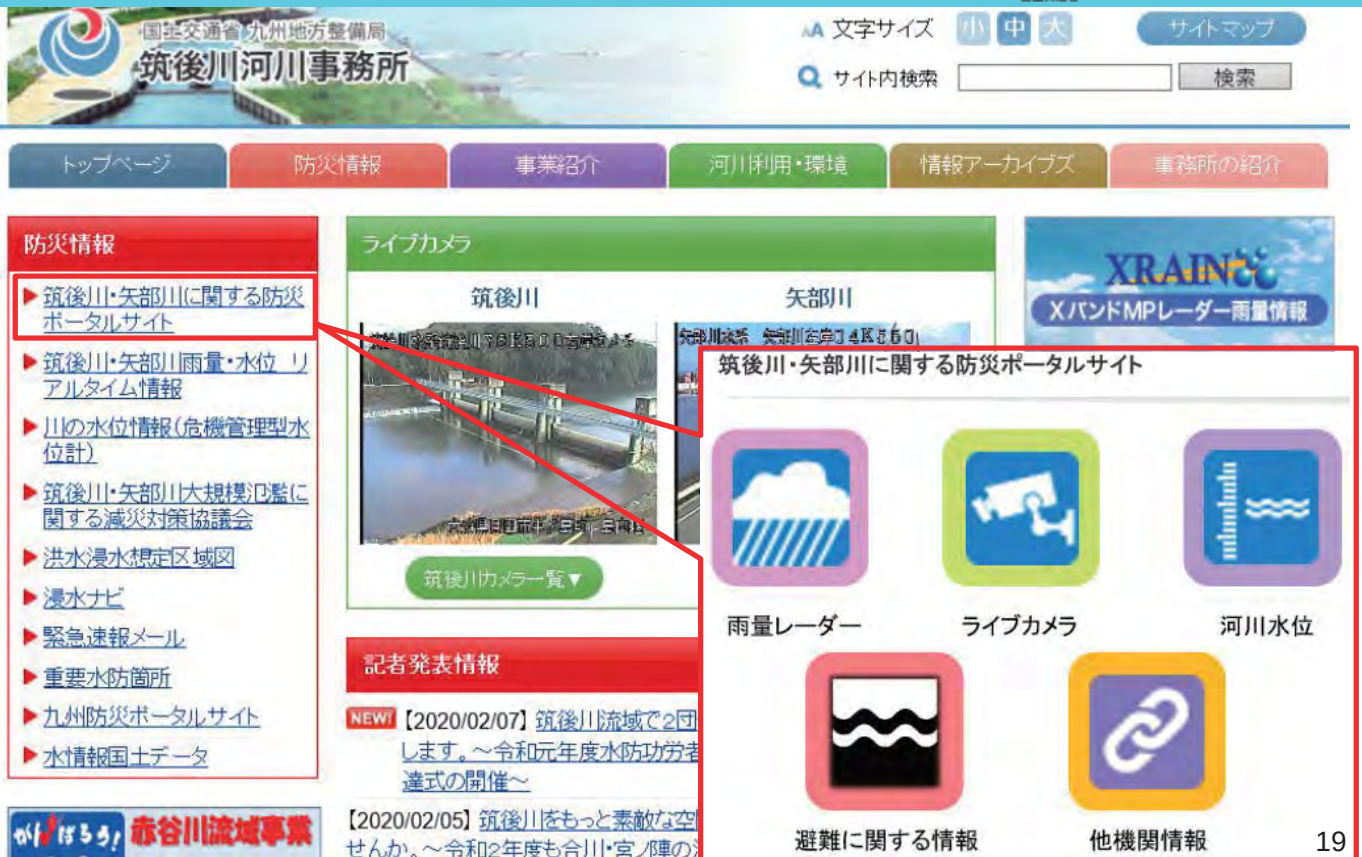 国土交通省 九州地方整備局
筑後川河川事務所
AA 文字サイズ 小 中 大
サイトマップ
サイト内検索
検索
トップページ
防災情報
事業紹介
河川利用・環境
情報アーカイブズ
事務所の紹介
防災情報
筑後川・矢部川に関する防災
ポータルサイト
筑後川・矢部川雨量・水位 リ
アルタイム情報
川の水位情報(危機管理型水
位計)
筑後川・矢部川大規模氾濫に
関する減災対策協議会
洪水浸水想定区域図
浸水ナビ
緊急速報メール
重要水防箇所
九州防災ポータルサイト
水情報国土データ
がんばろう! 赤谷川流域事業
ライブカメラ
筑後川
矢部川
筑後川カメラ一覧▼
記者発表情報
NEW! 【2020/02/07】 筑後川流域で2団
します。~令和元年度水防功労者
達式の開催~
【2020/02/05】 筑後川をもっと素敵な空
せんか。~令和2年度も合川・宮ノ陣の
XRAIN
XバンドMPレーダー雨量情報
筑後川・矢部川に関する防災ポータルサイト
雨量レーダー
ライブカメラ
河川水位
避難に関する情報
他機関情報
19